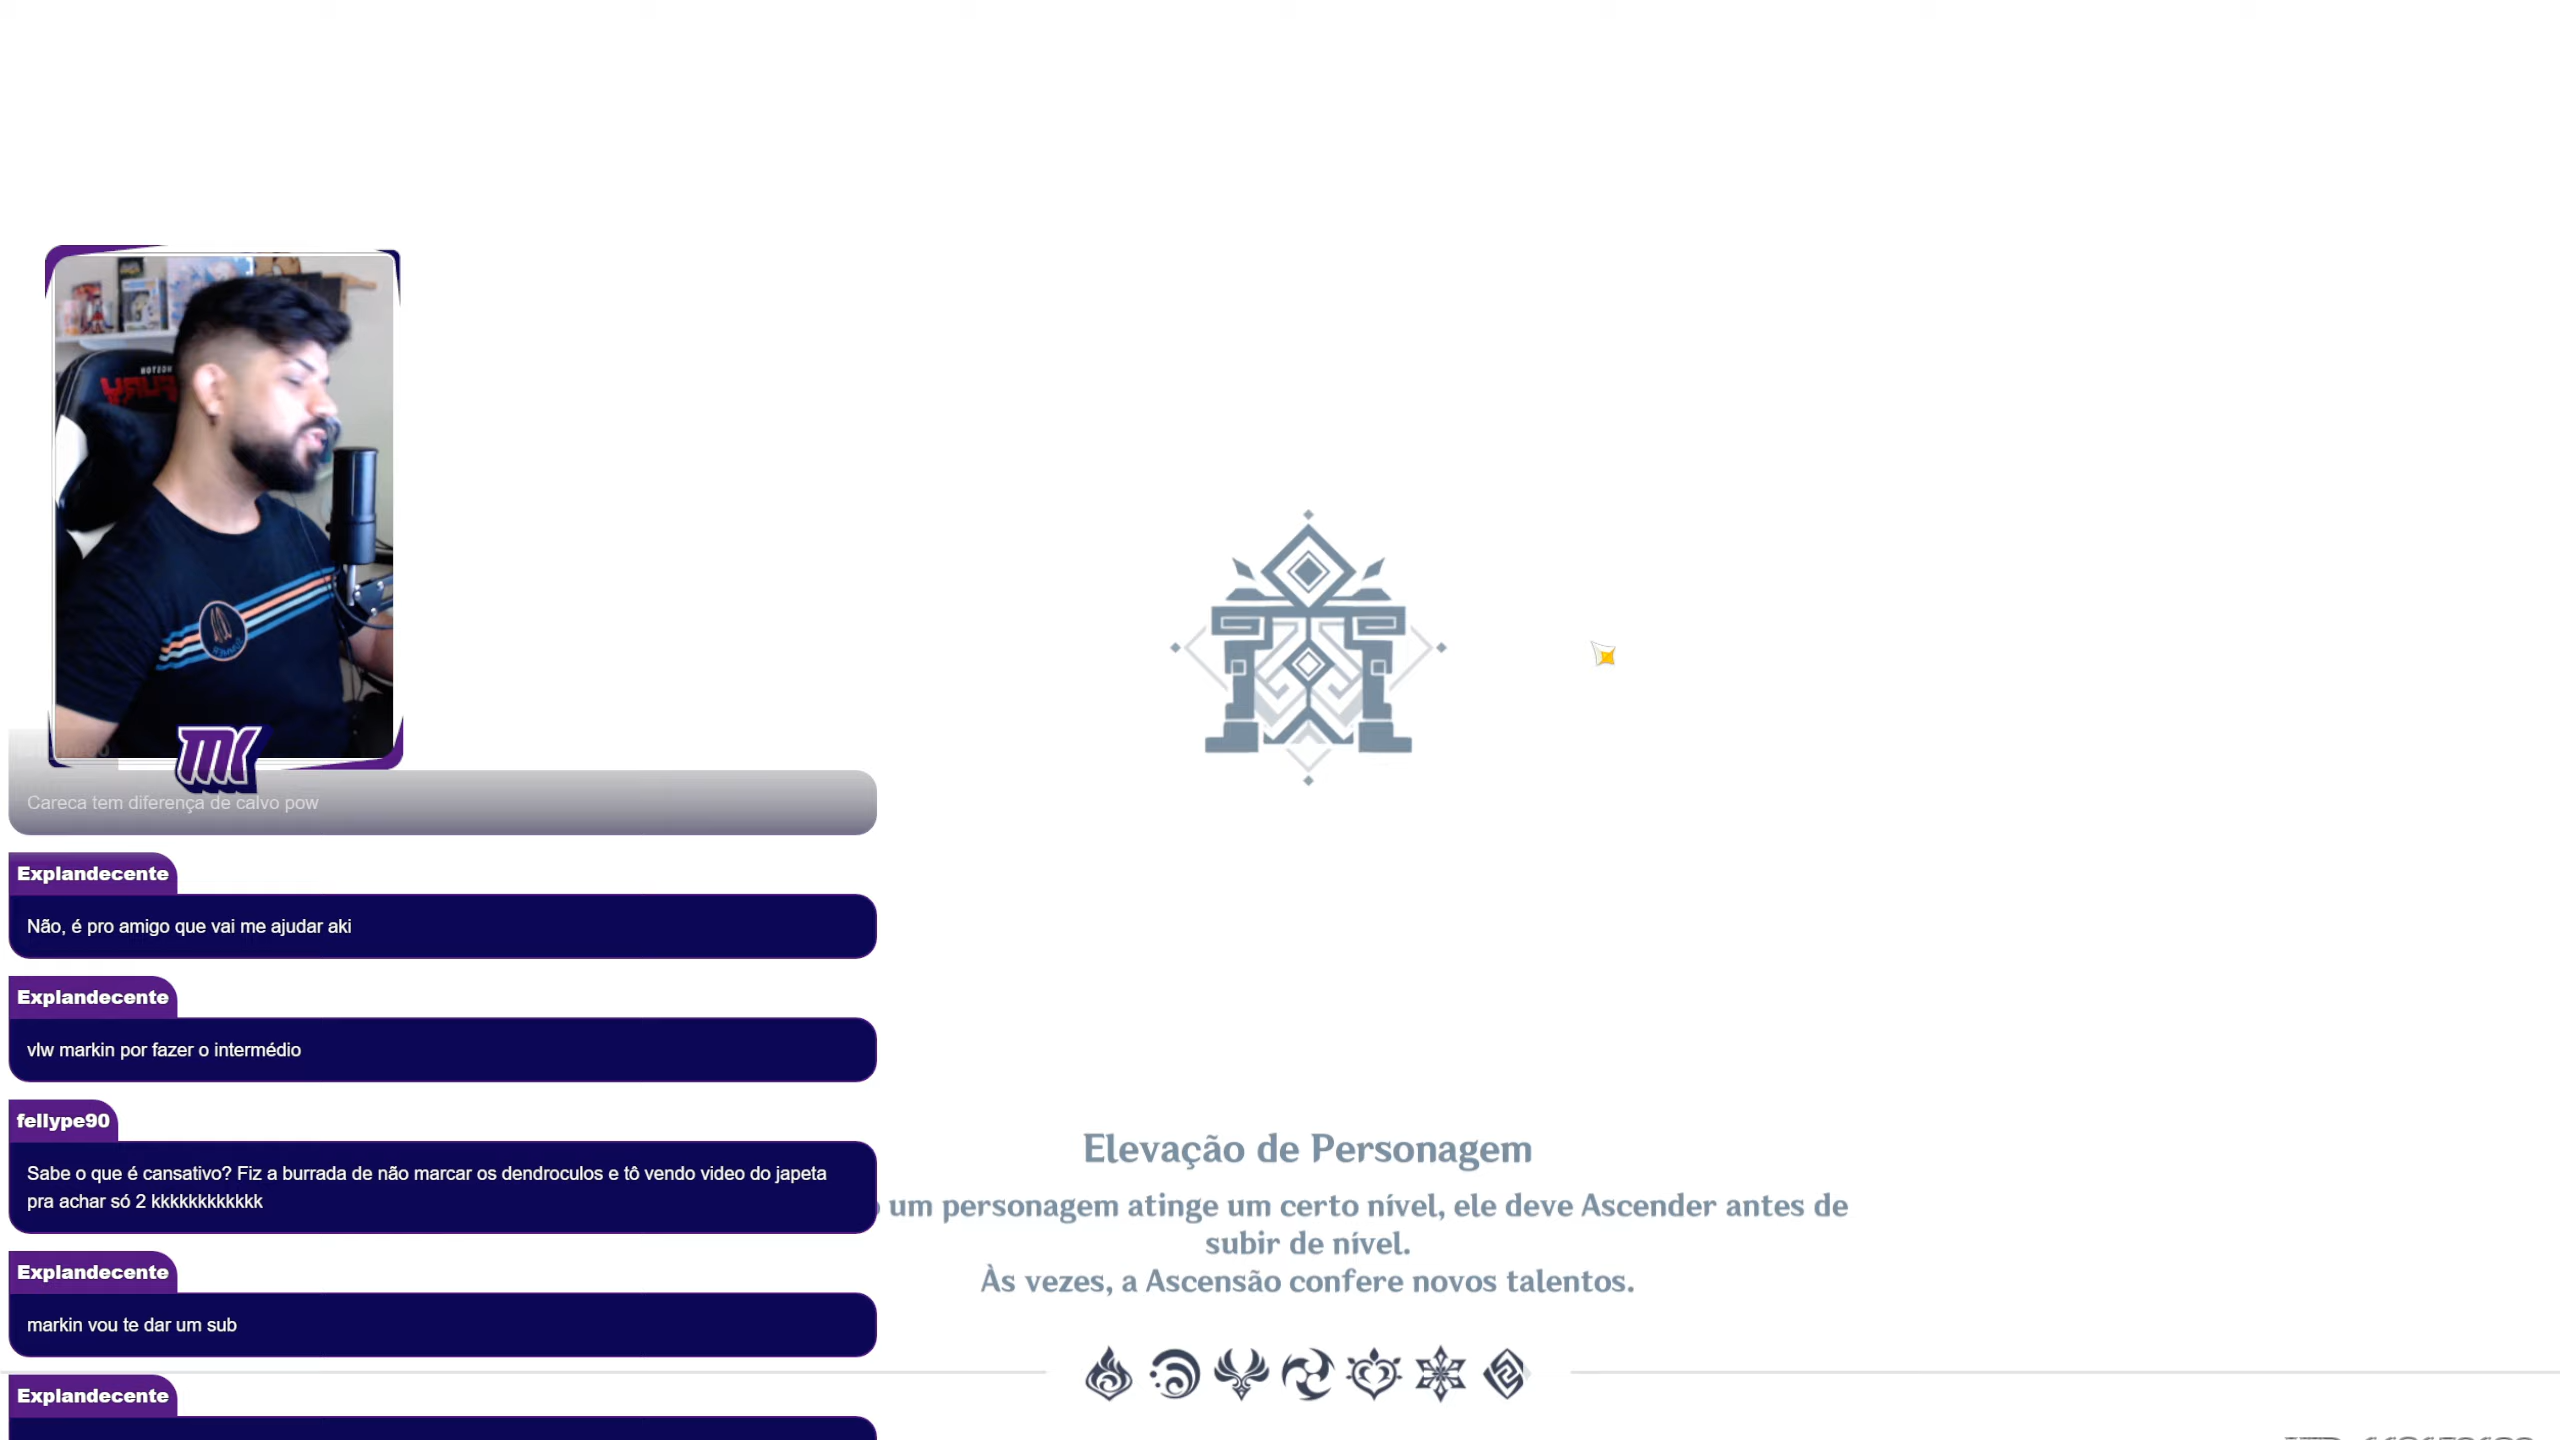 MK
Careca tem diferença de calvo pow
Explandecente
Não, é pro amigo que vai me ajudar aki
Explandecente
vlw markin por fazer o intermédio
fellype90
Sabe o que é cansativo? Fiz a burrada de não marcar os dendroculos e tô vendo video do japeta
pra achar só 2 kkkkkkkkkkkk
Explandecente
markin vou te dar um sub
Explandecente
Elevação de Personagem
um personagem atinge um certo nível, ele deve Ascender antes de
subir de nível.
Às vezes, a Ascensão confere novos talentos.